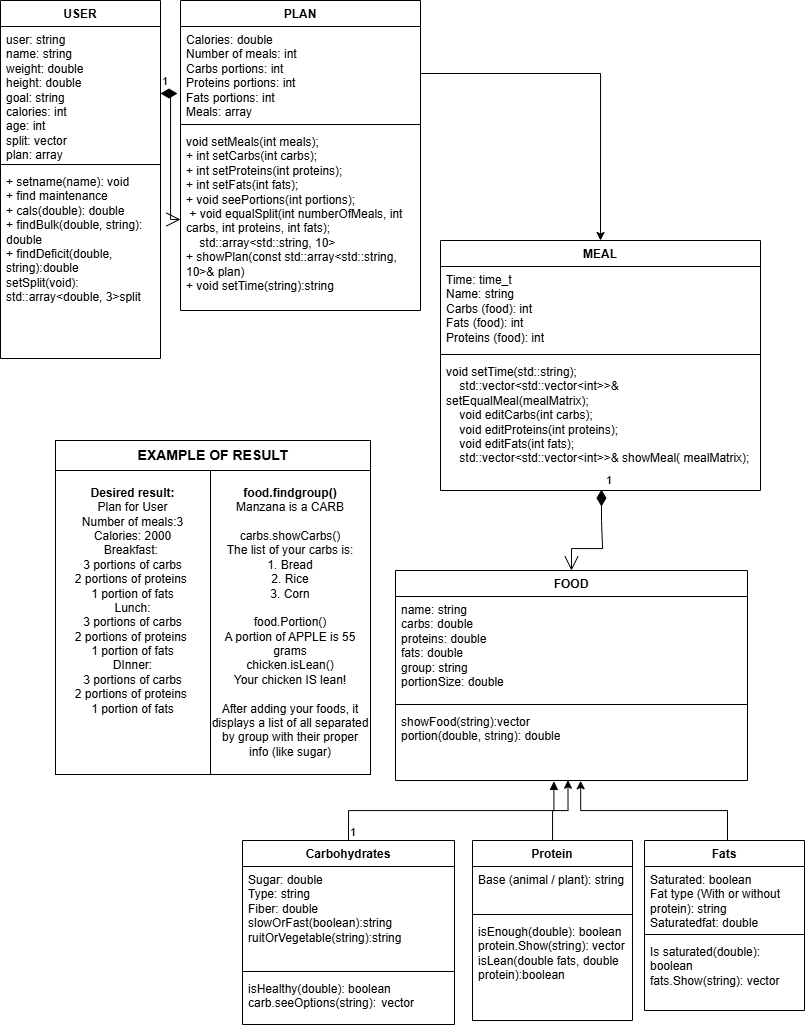 USER
user: string
name: string
weight: double
height: double
goal: string
calories: int
age: int
split: vector
plan: array
+ setname(name): void
+ find maintenance
+ cals(double): double
+ findBulk(double, string):
double
+ findDeficit(double,
string):double
setSplit(void):
std::array<double, 3>split
1
PLAN
Calories: double
Number of meals: int
Carbs portions: int
Proteins portions: int
Fats portions: int
Meals: array
void setMeals(int meals);
+ int setCarbs(int carbs);
+ int setProteins(int proteins);
+ int setFats(int fats);
+ void seePortions(int portions);
+ void equalSplit(int numberOfMeals, int
carbs, int proteins, int fats);
std::array<std::string, 10>
+ showPlan(const std::array<std::string,
10>& plan)
+ void setTime(string):string
MEAL
Time: time_t
Name: string
Carbs (food): int
Fats (food): int
Proteins (food): int
void setTime(std::string);
std::vector<std::vector<int>>&
setEqualMeal(mealMatrix);
void editCarbs(int carbs);
void editProteins(int proteins);
void editFats(int fats);
std::vector<std::vector<int>>& showMeal( mealMatrix);
1
EXAMPLE OF RESULT
Desired result:
Plan for User
Number of meals:3
Calories: 2000
Breakfast:
3 portions of carbs
2 portions of proteins
1 portion of fats
Lunch:
3 portions of carbs
2 portions of proteins
1 portion of fats
DInner:
3 portions of carbs
2 portions of proteins
1 portion of fats
food.findgroup()
Manzana is a CARB
carbs.showCarbs()
The list of your carbs is:
1. Bread
2. Rice
3. Corn
food.Portion()
A portion of APPLE is 55
grams
chicken.isLean()
Your chicken IS lean!
After adding your foods, it
displays a list of all separated
by group with their proper
info (like sugar)
FOOD
name: string
carbs: double
proteins: double
fats: double
group: string
portionSize: double
showFood(string):vector
portion(double, string): double
1
Carbohydrates
Sugar: double
Type: string
Fiber: double
slowOrFast(boolean):string
ruitOrVegetable(string):string
isHealthy(double): boolean
carb.seeOptions(string): vector
Protein
Base (animal / plant): string
isEnough(double): boolean
protein.Show(string): vector
isLean(double fats, double
protein):boolean
Fats
Saturated: boolean
Fat type (With or without
protein): string
Saturatedfat: double
Is saturated(double):
boolean
fats.Show(string): vector